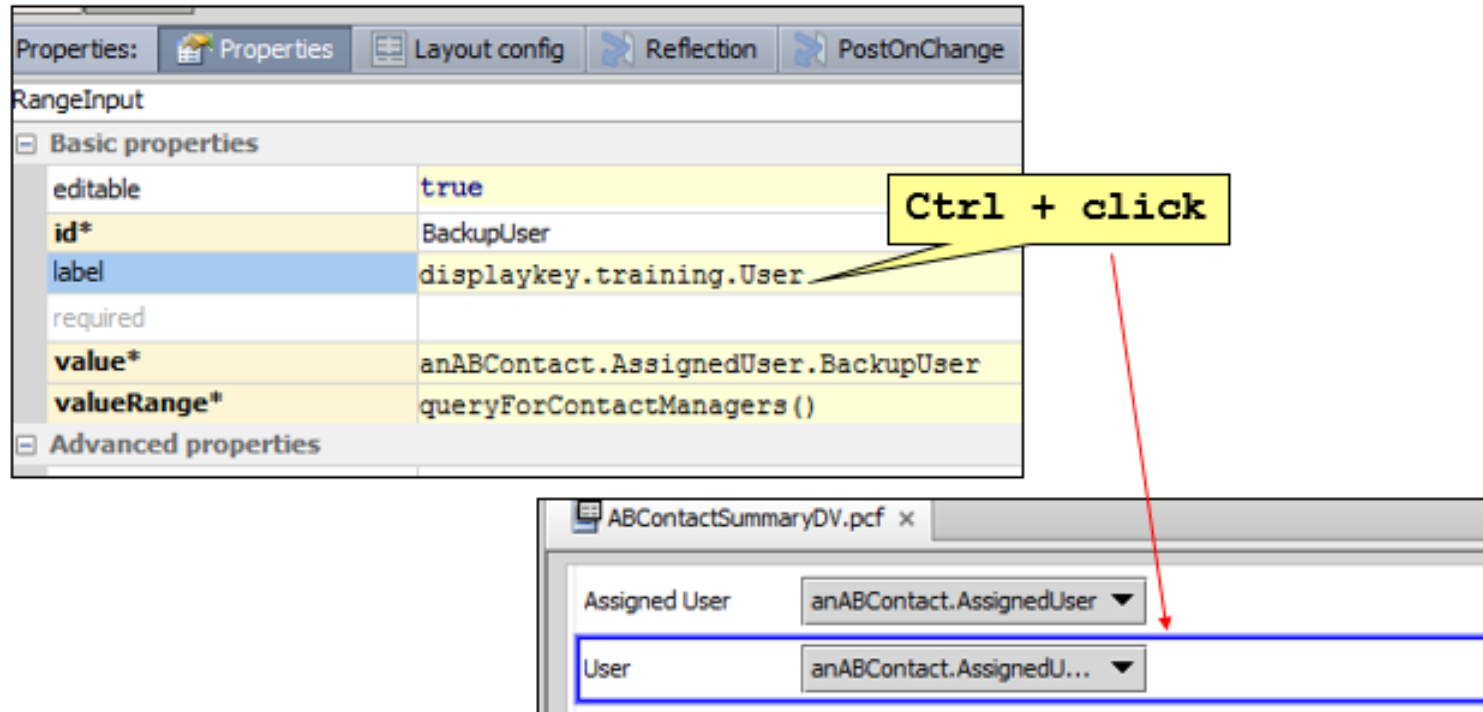 Properties: Properties Layout config Reflection PostOnChange
RangeInput
Basic properties
editable true
id* BackupUser
label displaykey.training.User
required
value* anABContact.AssignedUser.BackupUser
valueRange* queryForContactManagers()
Advanced properties
Ctrl + click
ABContactSummaryDV.pcf ×
Assigned User anABContact.AssignedUser
User anABContact.AssignedU...